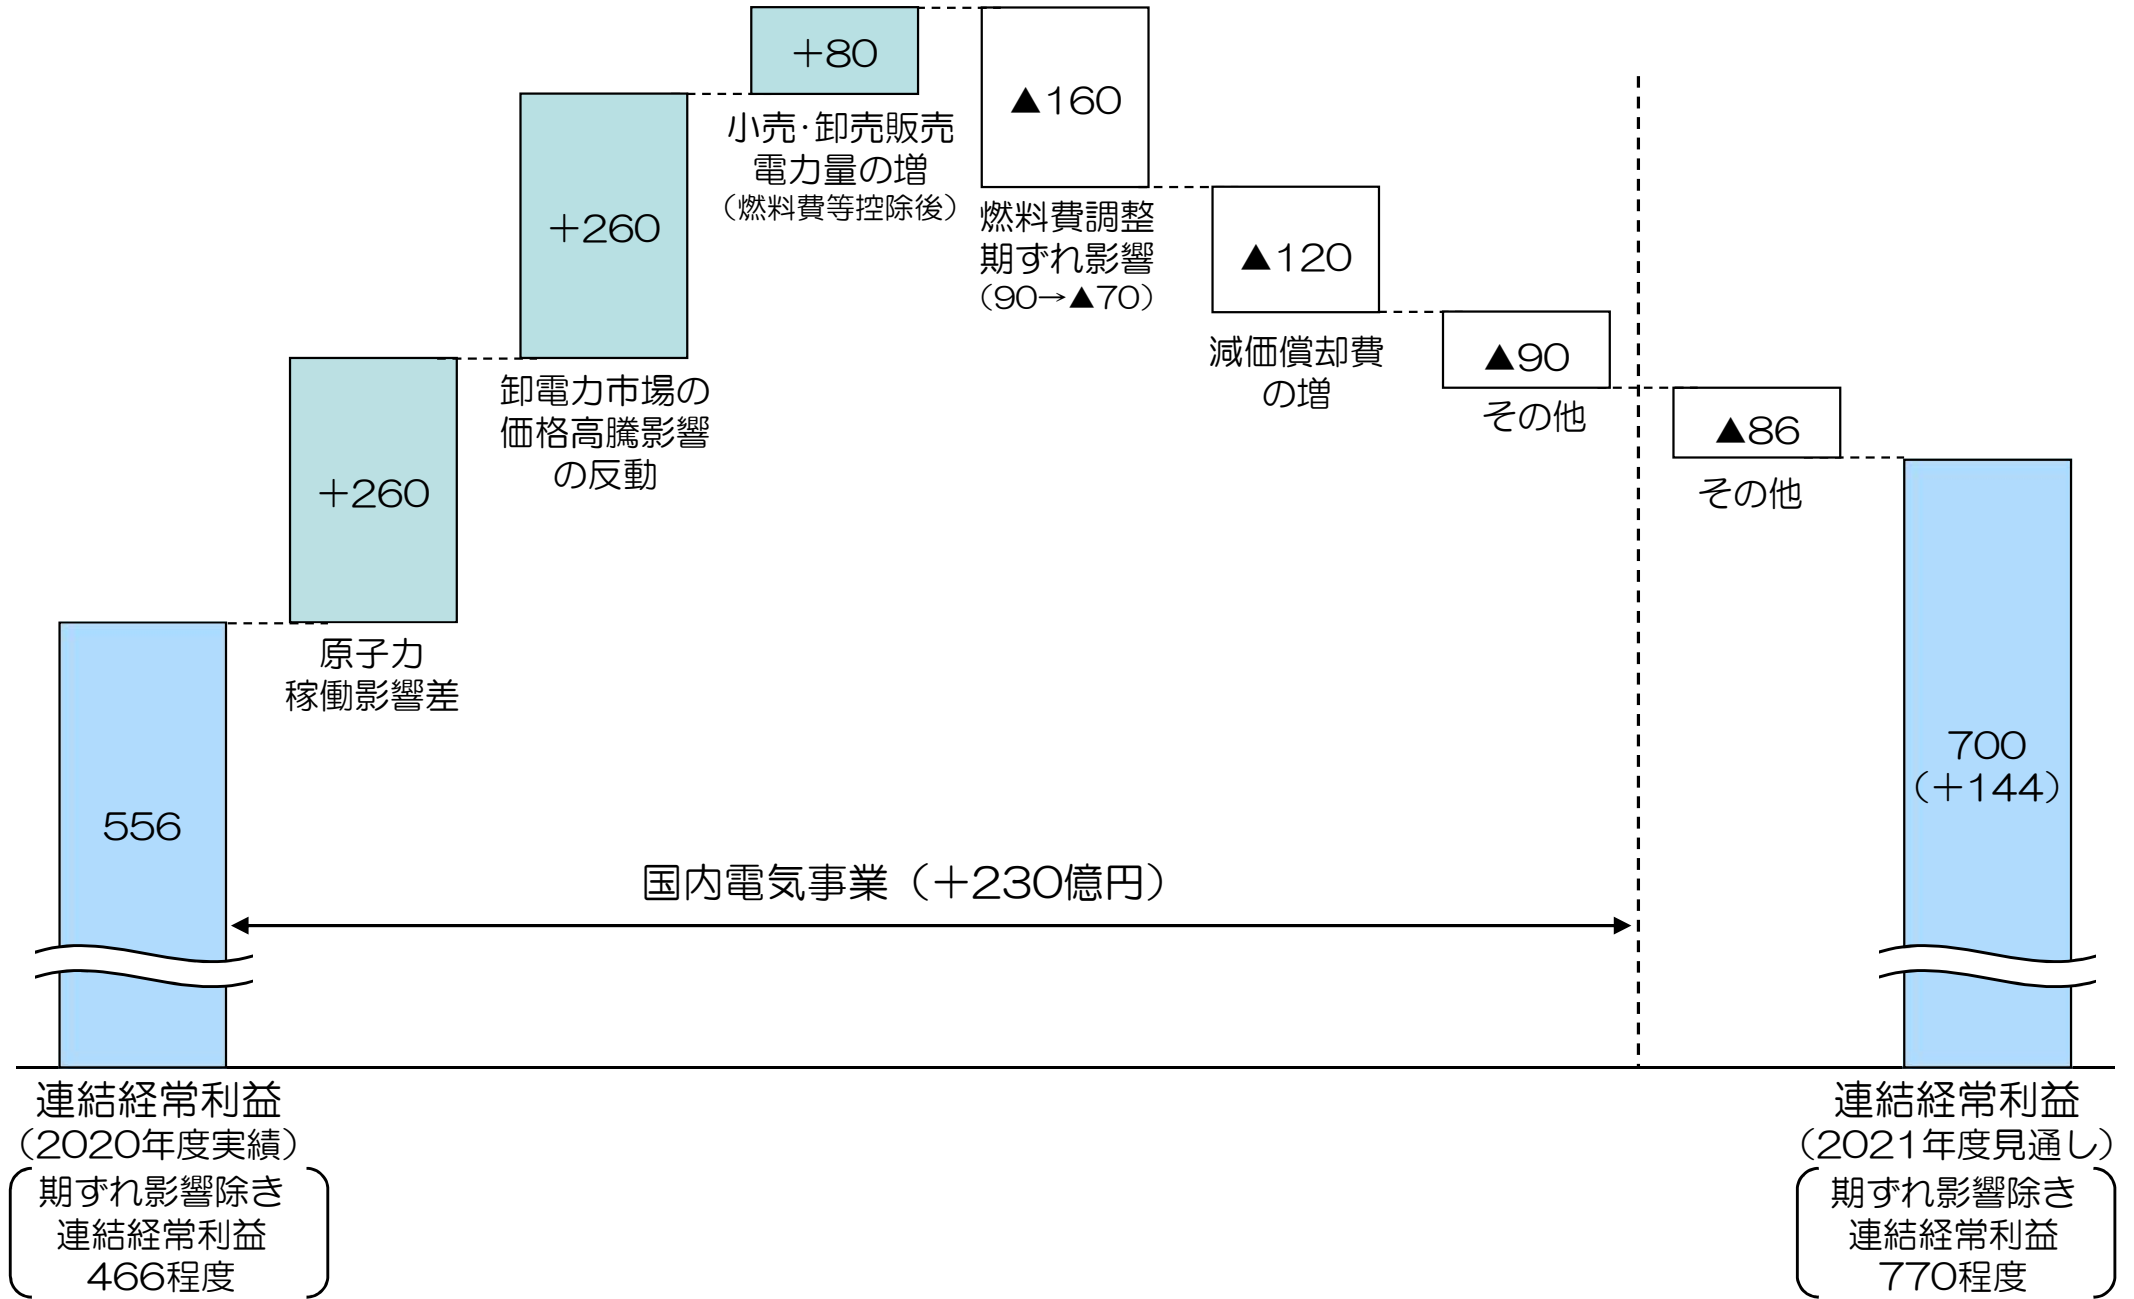 +80
小売・卸売販売
電力量の増
（燃料費等控除後）
▲160
燃料費調整
期ずれ影響
（90→▲70）
+260
卸電力市場の
価格高騰影響
の反動
▲120
減価償却費
の増
▲90
その他
▲86
その他
+260
原子力
稼働影響差
556
700
（+144）
国内電気事業（+230億円）
連結経常利益
（2020年度実績）
期ずれ影響除き
連結経常利益
466程度
連結経常利益
（2021年度見通し）
期ずれ影響除き
連結経常利益
770程度